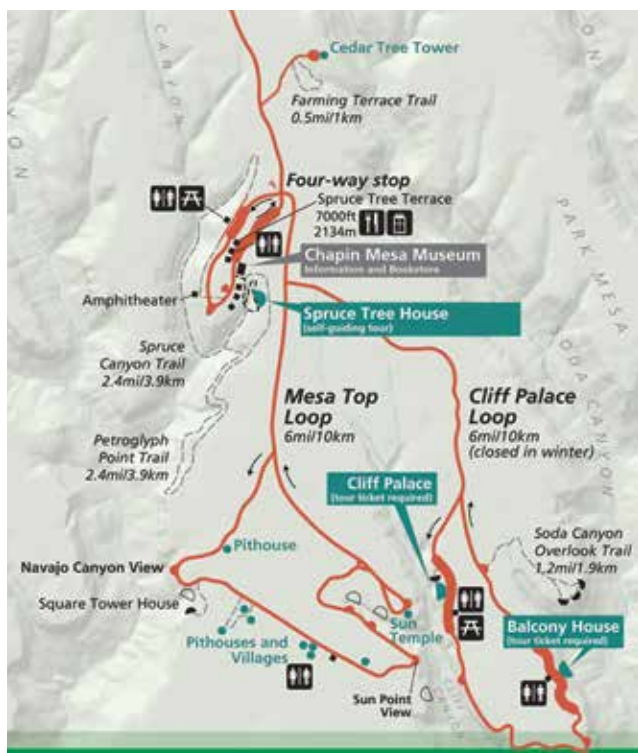 CANYON
CANYON
Cedar Tree Tower
Farming Terrace Trail
0.5mi/1km
Four-way stop
Spruce Tree Terrace
7000ft
2134m
Chapin Mesa Museum
Information and Bookstore
Amphitheater
Spruce Tree House
(self-guiding tour)
PARK MESA
SODA CANYON
Spruce
Canyon Trail
2.4mi/3.9km
Petroglyph
Point Trail
2.4mi/3.9km
Mesa Top
Loop
6mi/10km
Cliff Palace
Loop
6mi/10km
(closed in winter)
Cliff Palace
(tour ticket required)
Soda Canyon
Overlook Trail
1.2mi/1.9km
Pithouse
Navajo Canyon View
Square Tower House
Pithouses and
Villages
Sun
Temple
Sun Point
View
Balcony House
(tour ticket required)